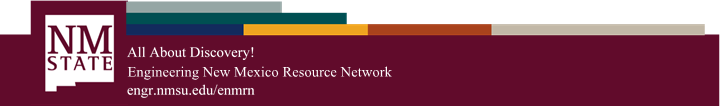 NM
STATE
All About Discovery!
Engineering New Mexico Resource Network
engr.nmsu.edu/enmrn